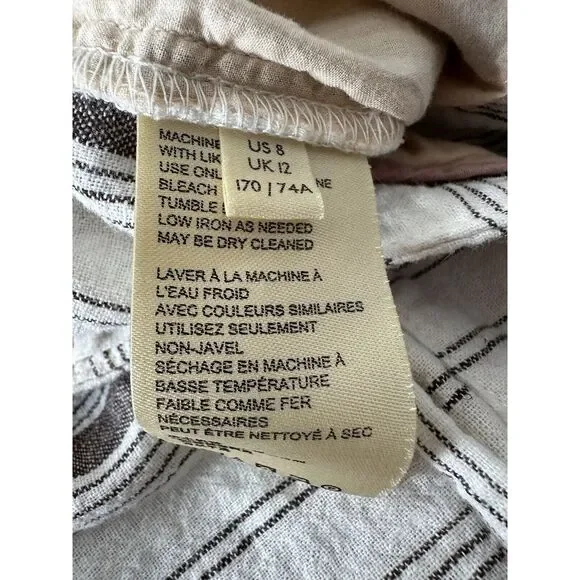 US 8
UK 12
170 | 74A
MACHINE
WITH
USE
BLEACH NE
TUMBLE
LOW IRON AS NEEDED
MAY BE DRY CLEANED
LAVER À LA MACHINE À
L'EAU FROID
AVEC COULEURS SIMILAIRES
UTILISEZ SEULEMENT
NON-JAVEL
SÉCHAGE EN MACHINE À
BASSE TEMPÉRATURE
FAIBLE COMME FER
NÉCESSAIRES
PEUT ÊTRE NETTOYÉ À SEC